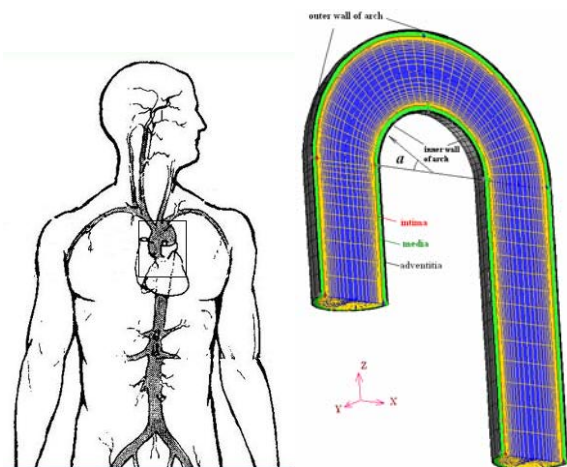 outer wall of arch
inner wall
of arch
a
intima
media
adventitia
Z
Y
X